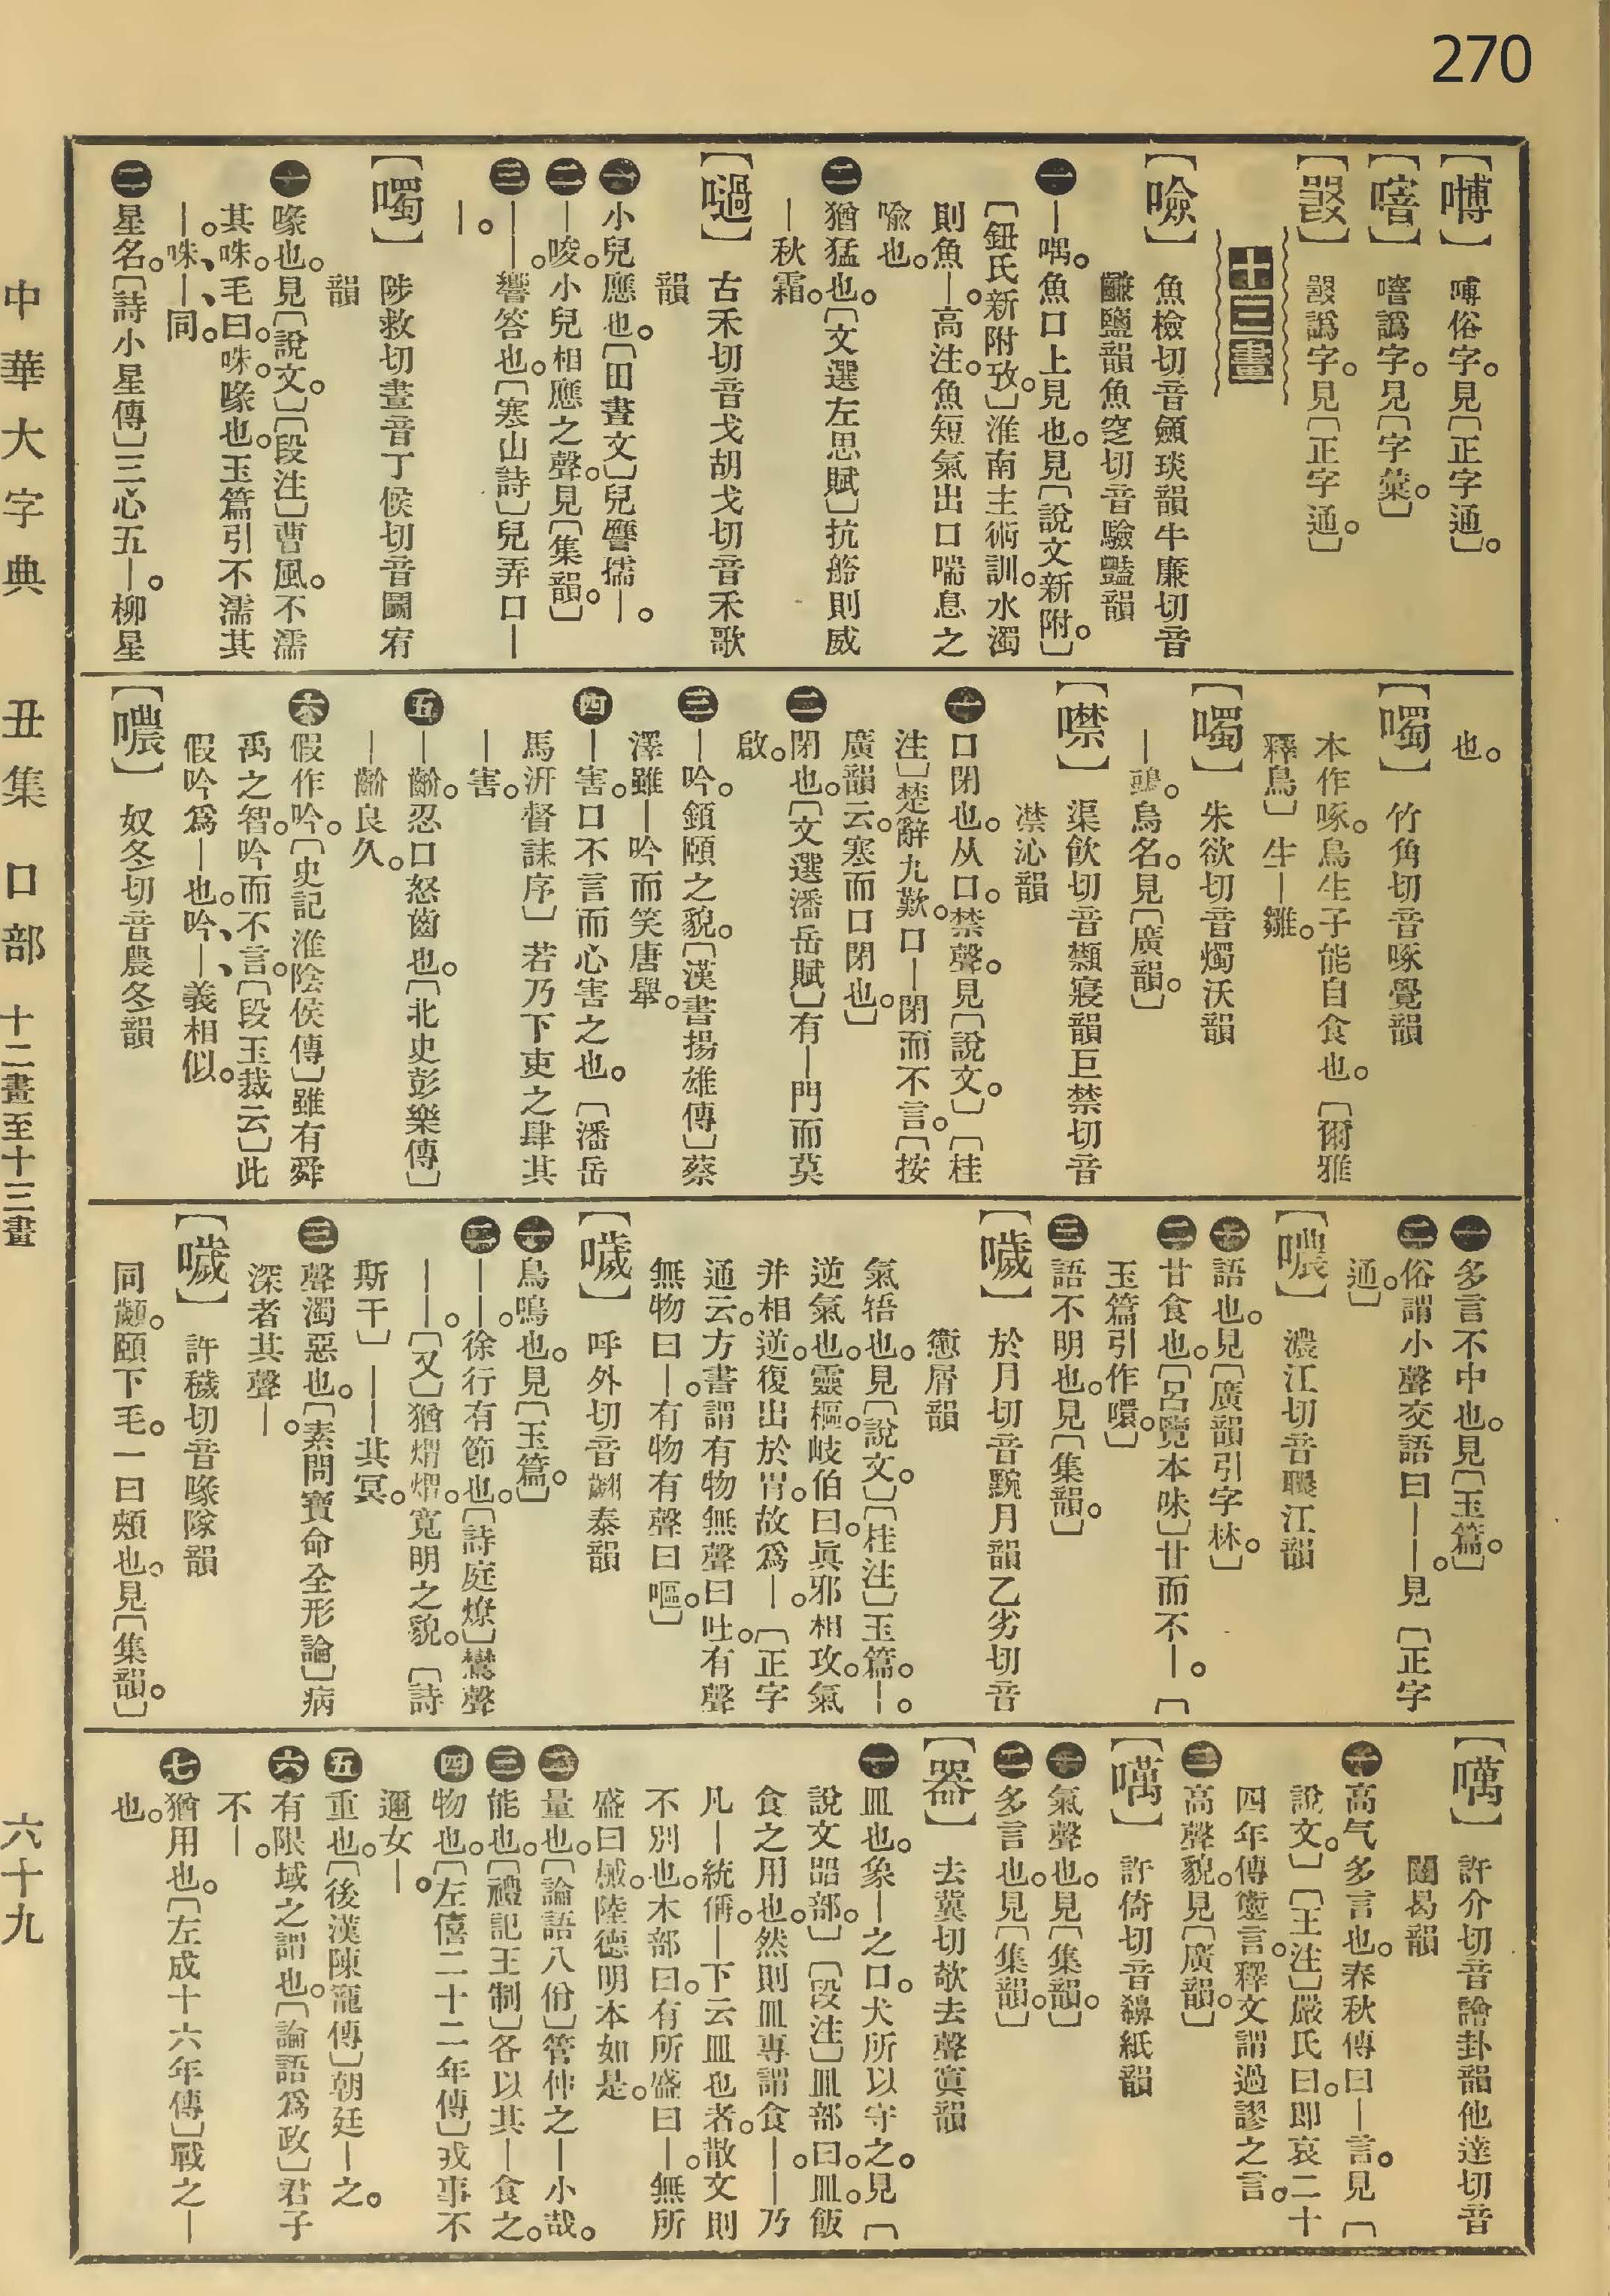 270
【囀】 嚩俗字。見〔正字通〕。
【噾】 嚆譌字。見〔字彙。〕
【嘏】 嘏譌字。見〔正字通。〕
十三畫
【噞】 魚檢切音顩琰韻牛廉切音
鹽韻魚窆切音驗豔韻
一 ｜喁。魚口上見也。見〔說文新附。〕
〔鈕氏新附攷。〕淮南主術訓。水濁
則魚｜。高注。魚短氣出口喘息之
喩也。
二 猶猛也。〔文選左思賦〕抗䑨則威
｜秋霜。
【喎】 古禾切音戈胡戈切音禾歌
韻
一 小兒應也。〔田晝文〕兒譍擩｜。
二 ｜唆。小兒相應之聲。見〔集韻。〕
三 ｜｜。響答也。〔寒山詩〕兒弄口｜
｜。
【噣】 陟救切晝音丁候切音鬭宥
韻
一 喙也。見〔說文。〕〔段注〕曹風。不濡
其咮。毛曰。咮。喙也。玉篇引不濡其
｜。咮、｜、同。
二 星名。〔詩小星傳〕三心五｜。柳星
也。
【噣】 竹角切音啄覺韻
本作啄。鳥生子能自食也。〔爾雅
釋鳥〕生｜雛。
【噣】 朱欲切音燭沃韻
｜鴞。鳥名。見〔廣韻。〕
【噤】 渠飮切音𩓣寢韻巨禁切音
凚沁韻
一 口閉也。从口。禁聲。見〔說文。〕〔桂
注〕楚辭九歎。口｜閉而不言。〔按
廣韻云。寒而口閉也。〕
二 閉也。〔文選潘岳賦〕有｜門而莫
啟。
三 ｜吟。鎖頤之貌。〔漢書揚雄傳〕蔡
澤雖｜吟而笑唐舉。
四 ｜害。口不言而心害之也。〔潘岳
馬汧督誄序〕若乃下吏之肆其
｜害。
五 ｜齘。忍口怒齒也。〔北史彭樂傳〕
｜齘良久。
六 假作吟。〔史記淮陰侯傳〕雖有舜
禹之智。吟而不言。〔段玉裁云〕此
假吟爲｜也。吟、｜、義相似。
【噥】 奴冬切音農冬韻
一 多言不中也。見〔玉篇。〕
二 俗謂小聲交語曰｜｜。見〔正字
通。〕
【噥】 濃江切音䁸江韻
一 語也。見〔廣韻引字林。〕
二 甘食也。〔呂覽本味〕甘而不｜。〔
玉篇引作嚪。〕
三 語不明也。見〔集韻。〕
【噦】 於月切音䵫月韻乙劣切音
㦣屑韻
氣啎也。見〔說文。〕〔桂注〕玉篇。｜。
逆氣也。靈樞。岐伯曰。眞邪相攻。氣
并相逆。復出於胃。故爲｜。〔正字
通云。方書謂有物無聲曰吐。有聲
無物曰｜。有物有聲曰嘔。〕
【噦】 呼外切音翽泰韻
一 鳥鳴也。見〔玉篇。〕
二 ｜｜。徐行有節也。〔詩庭燎〕鸞聲
｜｜。〔又〕猶熠熠。寬明之貌。〔詩
斯干〕｜｜其冥。
三 聲濁惡也。〔素問寶命全形論〕病
深者其聲｜。
【噦】 許穢切音喙隊韻
同顪。頤下毛。一曰頰也。見〔集韻。〕
【噧】 許介切音譮卦韻他達切音
闥曷韻
一 高气多言也。春秋傳曰｜言。見〔
說文。〕〔王注〕嚴氏曰。卽哀二十
四年傳躗言。釋文謂過謬之言。
二 高聲貌。見〔廣韻。〕
【噧】 許倚切音䲶紙韻
一 氣聲也。見〔集韻。〕
二 多言也。見〔集韻。〕
【器】 去冀切欹去聲寘韻
一 皿也。象｜之口。犬所以守之。見〔
說文㗊部。〕〔段注〕皿部曰。皿。飯
食之用也。然則皿專謂食｜。｜乃
凡｜統稱。｜下云皿也者。散文則
不別也。木部曰。有所盛曰｜。無所
盛曰械。陸德明本如是。
二 量也。〔論語八佾〕管仲之｜小哉。
三 能也。〔禮記王制〕各以其｜食之。
四 物也。〔左僖二十二年傳〕戎事不
邇女｜。
五 重也。〔後漢陳寵傳〕朝廷｜之。
六 有限域之謂也。〔論語爲政〕君子
不｜。
七 猶用也。〔左成十六年傳〕戰之｜
也。
中華大字典 丑集 口部 十二畫至十三畫 六十九